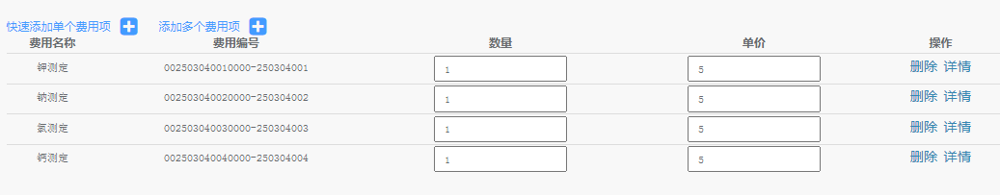 快速添加单个费用项 添加多个费用项
费用名称 费用编号 数量 单价 操作
钾测定 002503040010000-250304001 1 5 删除 详情
钠测定 002503040020000-250304002 1 5 删除 详情
氯测定 002503040030000-250304003 1 5 删除 详情
钙测定 002503040040000-250304004 1 5 删除 详情